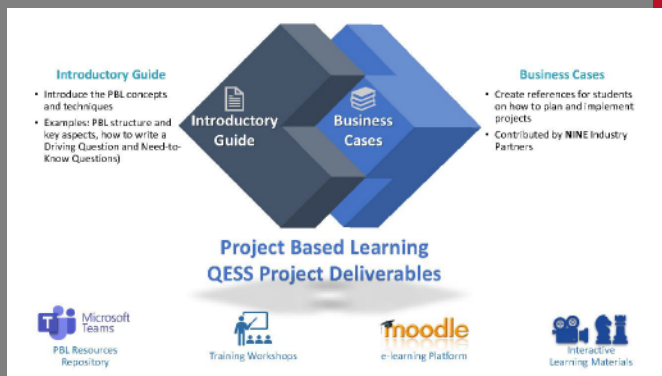 Introductory Guide
• Introduce the PBL concepts
and techniques
• Examples: PBL structure and
key aspects, how to write a
Driving Question and Need-to-
Know Questions)
Introductory
Guide
Business
Cases
Business Cases
• Create references for students
on how to plan and implement
projects
• Contributed by NINE Industry
Partners
Project Based Learning
QESS Project Deliverables
Microsoft
Teams
PBL Resources
Repository
Training Workshops
moodle
e-learning Platform
Interactive
Learning Materials